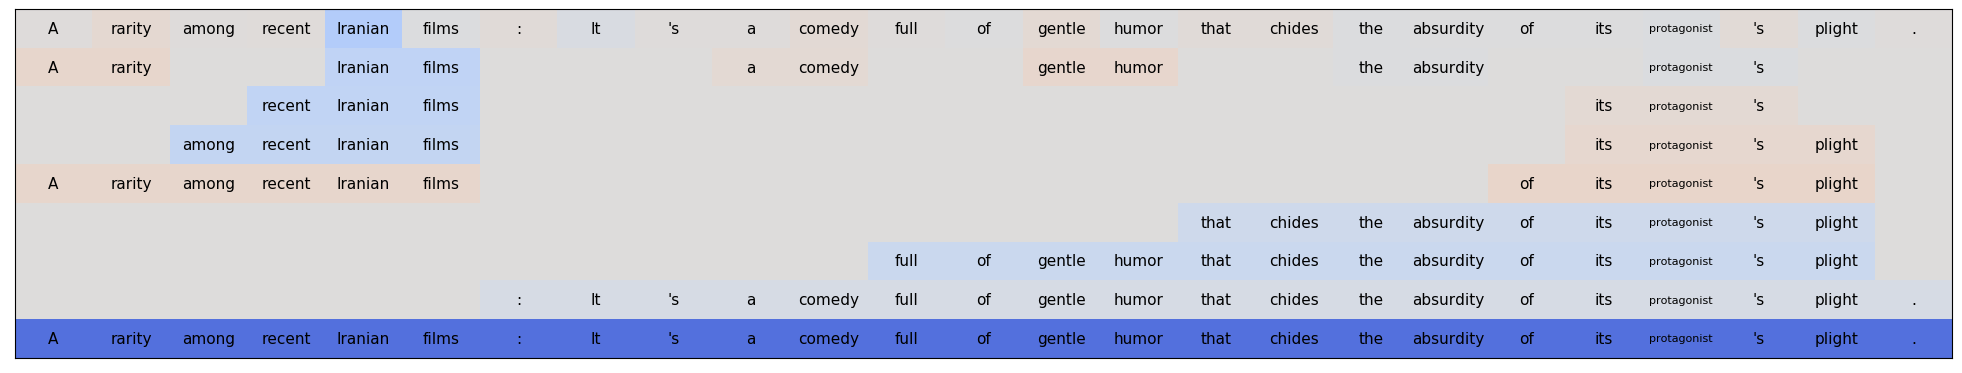 A rarity among recent Iranian films : It 's a comedy full of gentle humor that chides the absurdity of its protagonist 's plight .
A rarity Iranian films a comedy gentle humor the absurdity protagonist 's
recent Iranian films its protagonist 's
among recent Iranian films its protagonist 's plight
A rarity among recent Iranian films of its protagonist 's plight
that chides the absurdity of its protagonist 's plight
full of gentle humor that chides the absurdity of its protagonist 's plight
: It 's a comedy full of gentle humor that chides the absurdity of its protagonist 's plight .
A rarity among recent Iranian films : It 's a comedy full of gentle humor that chides the absurdity of its protagonist 's plight .